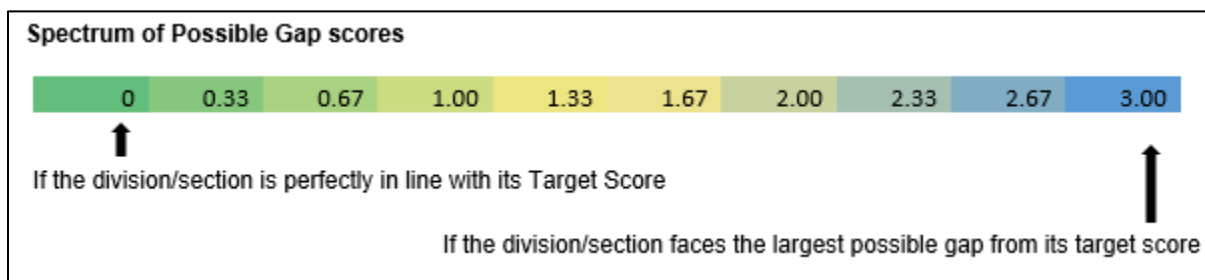 Spectrum of Possible Gap scores
0 0.33 0.67 1.00 1.33 1.67 2.00 2.33 2.67 3.00
If the division/section is perfectly in line with its Target Score
If the division/section faces the largest possible gap from its target score